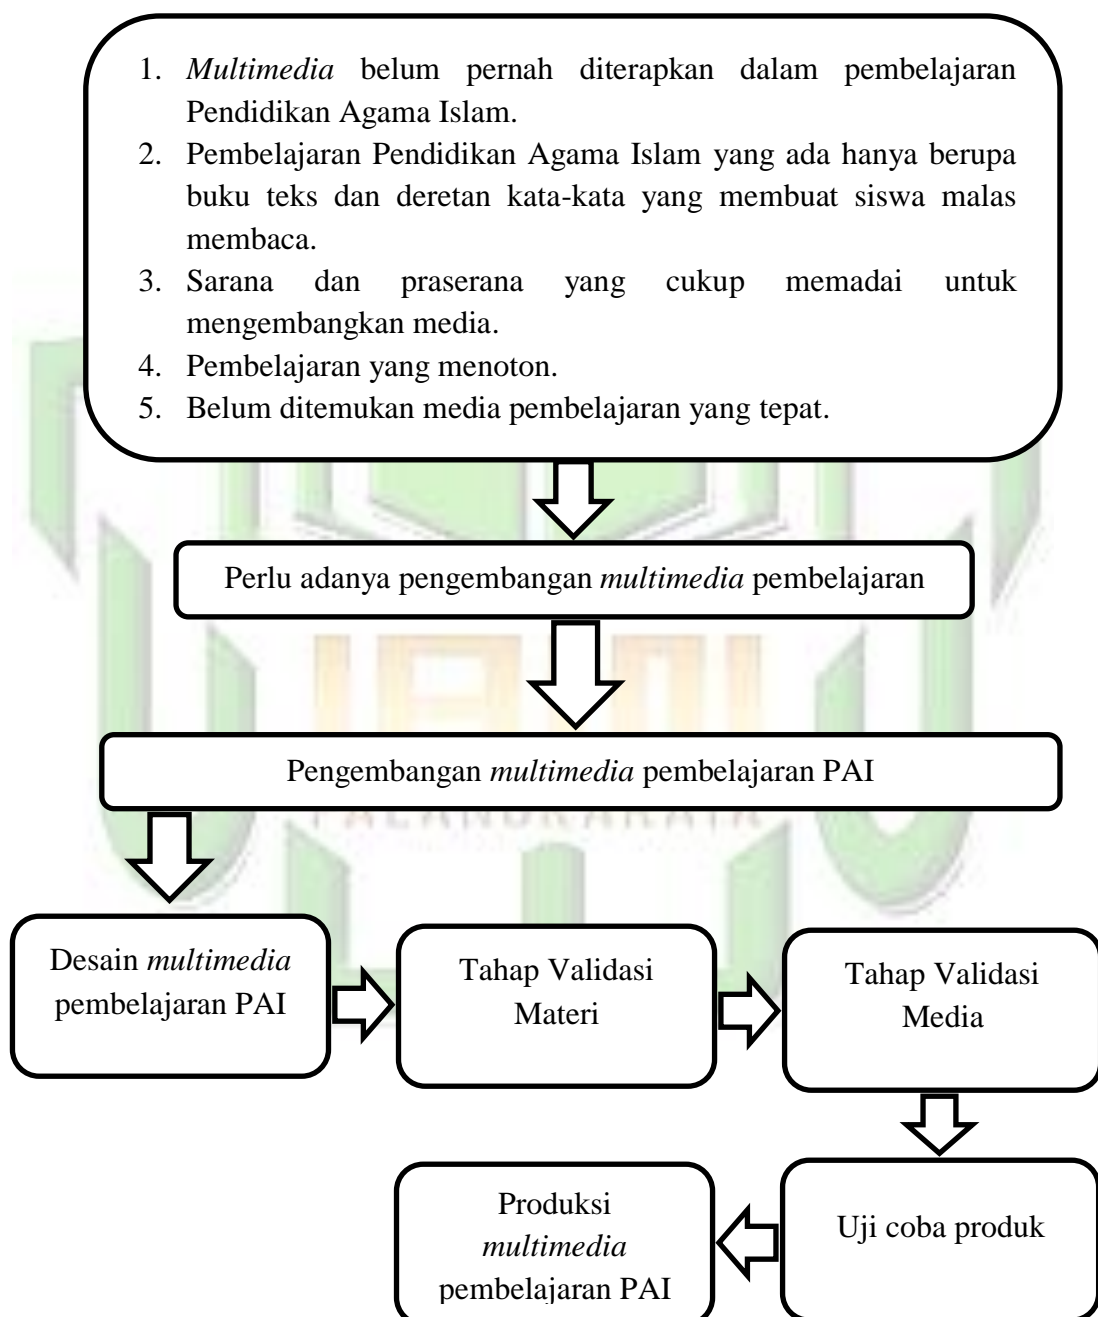 1. Multimedia belum pernah diterapkan dalam pembelajaran
Pendidikan Agama Islam.
2. Pembelajaran Pendidikan Agama Islam yang ada hanya berupa
buku teks dan deretan kata-kata yang membuat siswa malas
membaca.
3. Sarana dan praserana yang cukup memadai untuk
mengembangkan media.
4. Pembelajaran yang menoton.
5. Belum ditemukan media pembelajaran yang tepat.
Perlu adanya pengembangan multimedia pembelajaran
Pengembangan multimedia pembelajaran PAI
PALANGKARAYA
Desain multimedia
pembelajaran PAI
Tahap Validasi
Materi
Tahap Validasi
Media
Produksi
multimedia
pembelajaran PAI
Uji coba produk